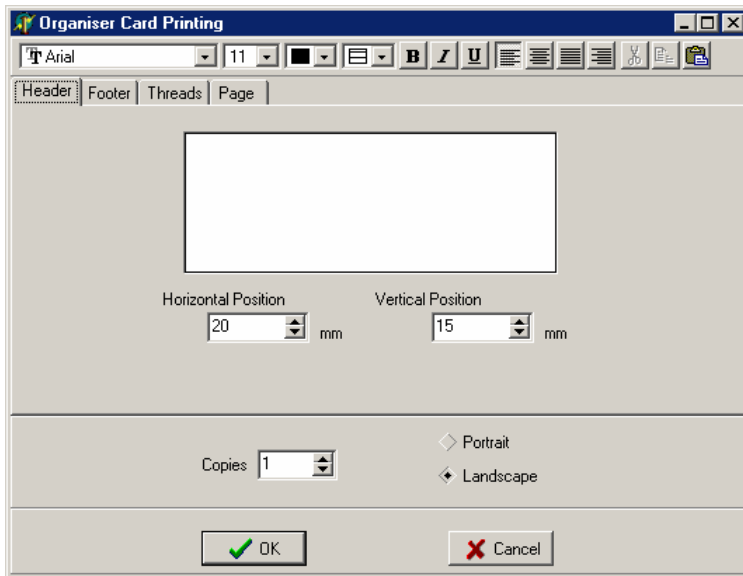 Organiser Card Printing
Arial 11 B I U
Header Footer Threads Page
Horizontal Position Vertical Position
20 mm 15 mm
Portrait
Copies 1
Landscape
OK Cancel